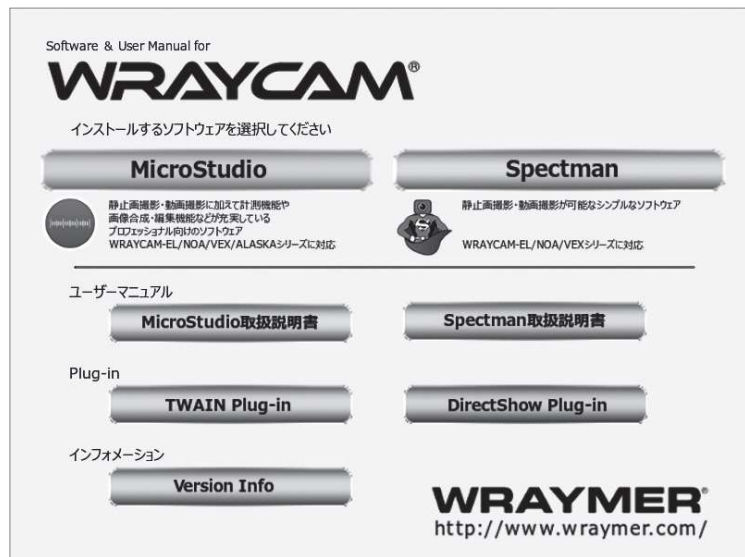 Software & User Manual for
WRAYCAM®
インストールするソフトウェアを選択してください
MicroStudio
Spectman
静止画撮影・動画撮影に加えて計測機能や
画像合成・編集機能などが充実している
プロフェッショナル向けのソフトウェア
WRAYCAM-EL/NOA/VEX/ALASKAシリーズに対応
静止画撮影・動画撮影が可能なシンプルなソフトウェア
WRAYCAM-EL/NOA/VEXシリーズに対応
ユーザーマニュアル
MicroStudio取扱説明書
Spectman取扱説明書
Plug-in
TWAIN Plug-in
DirectShow Plug-in
インフォメーション
Version Info
WRAYMER®
http://www.wraymer.com/